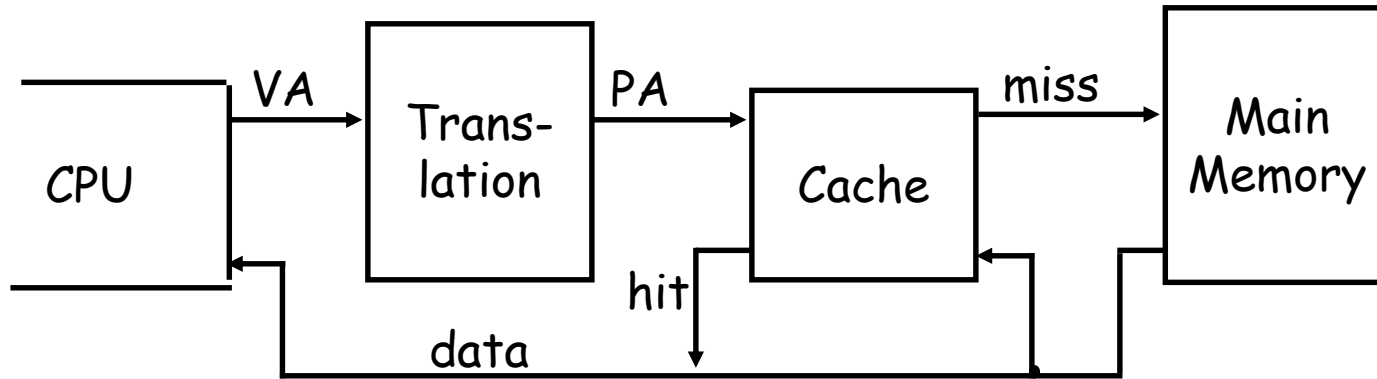 VA
PA
miss
CPU
Trans-
lation
Cache
Main
Memory
hit
data